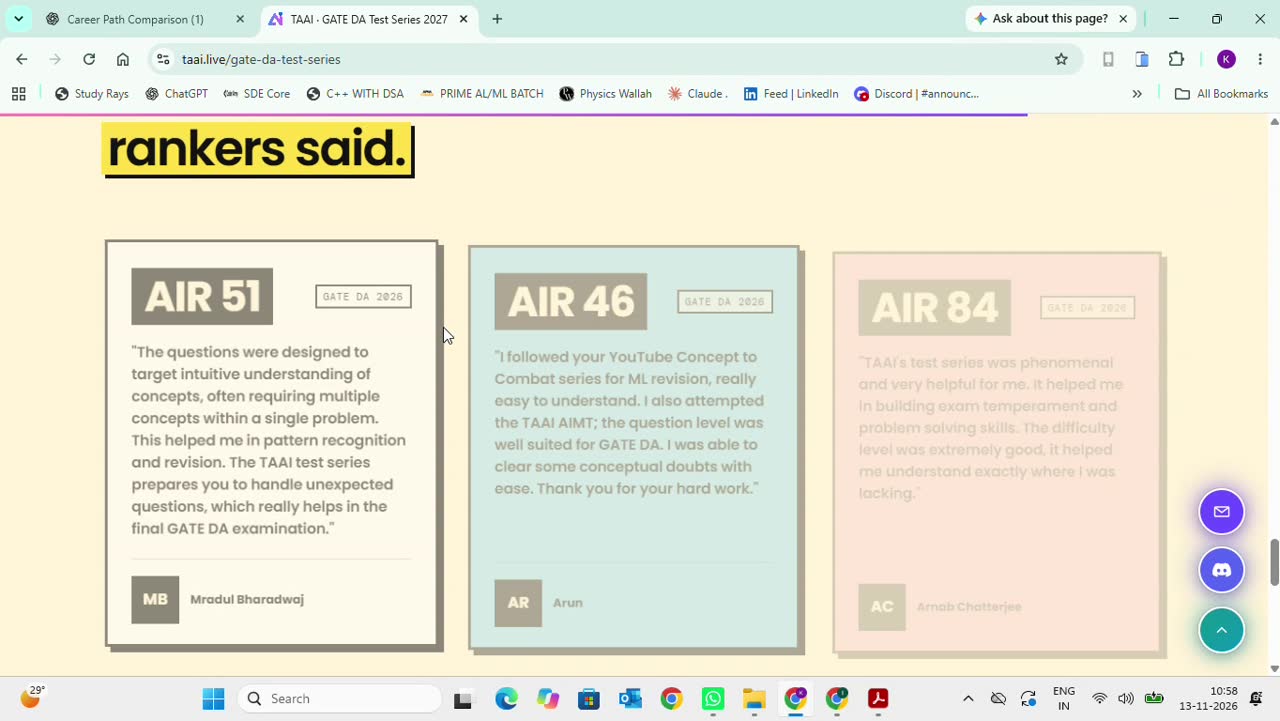 Career Path Comparison (1)
TAAI · GATE DA Test Series 2027
Ask about this page?
taai.live/gate-da-test-series
K
Study Rays
ChatGPT
SDE Core
C++ WITH DSA
PRIME AL/ML BATCH
Physics Wallah
Claude .
Feed | LinkedIn
Discord | #announc...
All Bookmarks
rankers said.
AIR 51
GATE DA 2026
"The questions were designed to
target intuitive understanding of
concepts, often requiring multiple
concepts within a single problem.
This helped me in pattern recognition
and revision. The TAAI test series
prepares you to handle unexpected
questions, which really helps in the
final GATE DA examination."
MB
Mradul Bharadwaj
AIR 46
GATE DA 2026
"I followed your YouTube Concept to
Combat series for ML revision, really
easy to understand. I also attempted
the TAAI AIMT; the question level was
well suited for GATE DA. I was able to
clear some conceptual doubts with
ease. Thank you for your hard work."
AR
Arun
AIR 84
GATE DA 2026
"TAAI's test series was phenomenal
and very helpful for me. It helped me
in building exam temperament and
problem solving skills. The difficulty
level was extremely good, it helped
me understand exactly where I was
lacking."
AC
Arnab Chatterjee
29°
Search
ENG
IN
10:58
13-11-2026